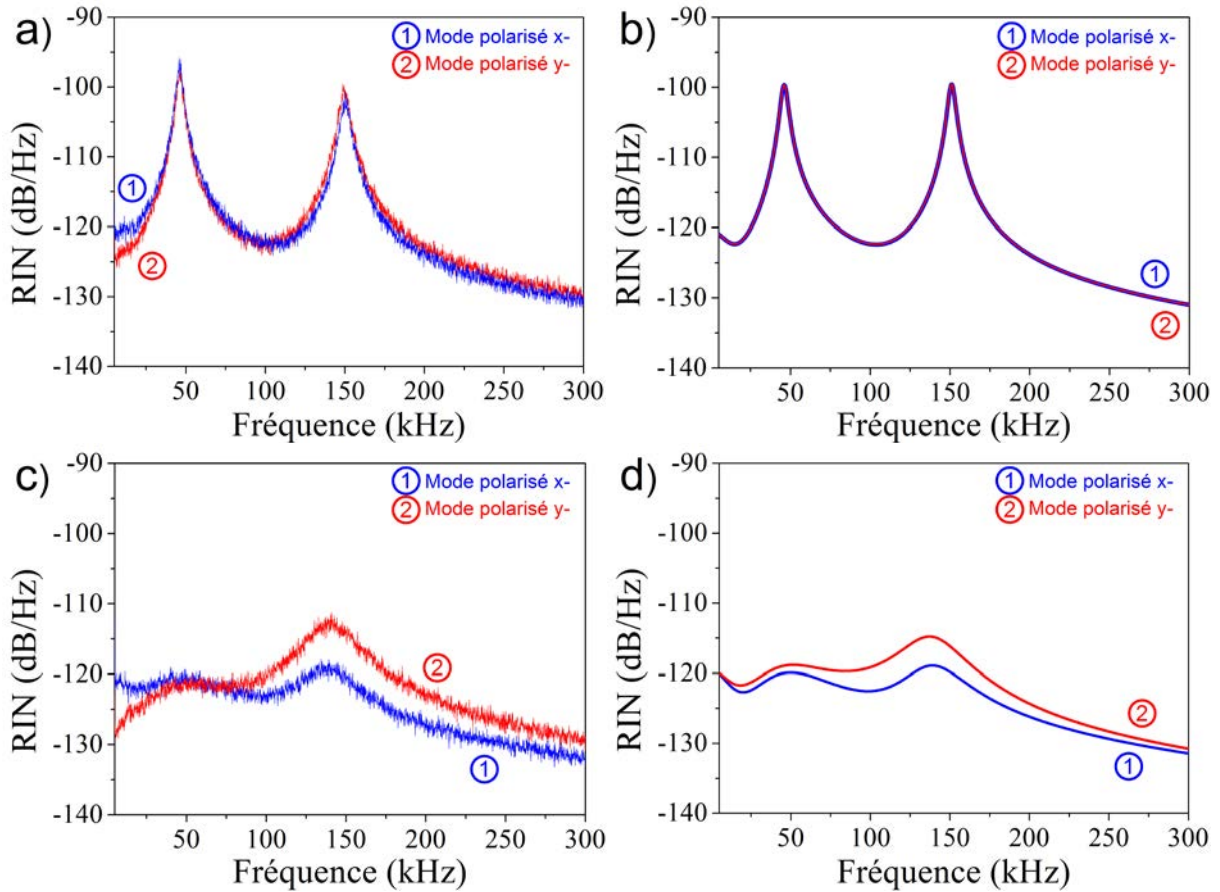 a)
RIN (dB/Hz)
-90
-100
-110
-120
-130
-140
1 Mode polarisé x-
2 Mode polarisé y-
1
2
50 100 150 200 250 300
Fréquence (kHz)
b)
RIN (dB/Hz)
-90
-100
-110
-120
-130
-140
1 Mode polarisé x-
2 Mode polarisé y-
1
2
50 100 150 200 250 300
Fréquence (kHz)
c)
RIN (dB/Hz)
-90
-100
-110
-120
-130
-140
1 Mode polarisé x-
2 Mode polarisé y-
2
1
50 100 150 200 250 300
Fréquence (kHz)
d)
RIN (dB/Hz)
-90
-100
-110
-120
-130
-140
1 Mode polarisé x-
2 Mode polarisé y-
2
1
50 100 150 200 250 300
Fréquence (kHz)